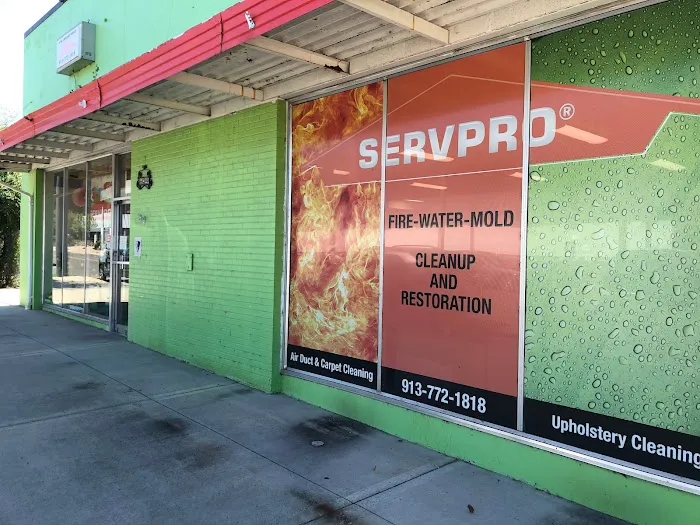 SERVPRO®
FIRE-WATER-MOLD
CLEANUP
AND
RESTORATION
Air Duct & Carpet Cleaning
913-772-1818
Upholstery Cleaning